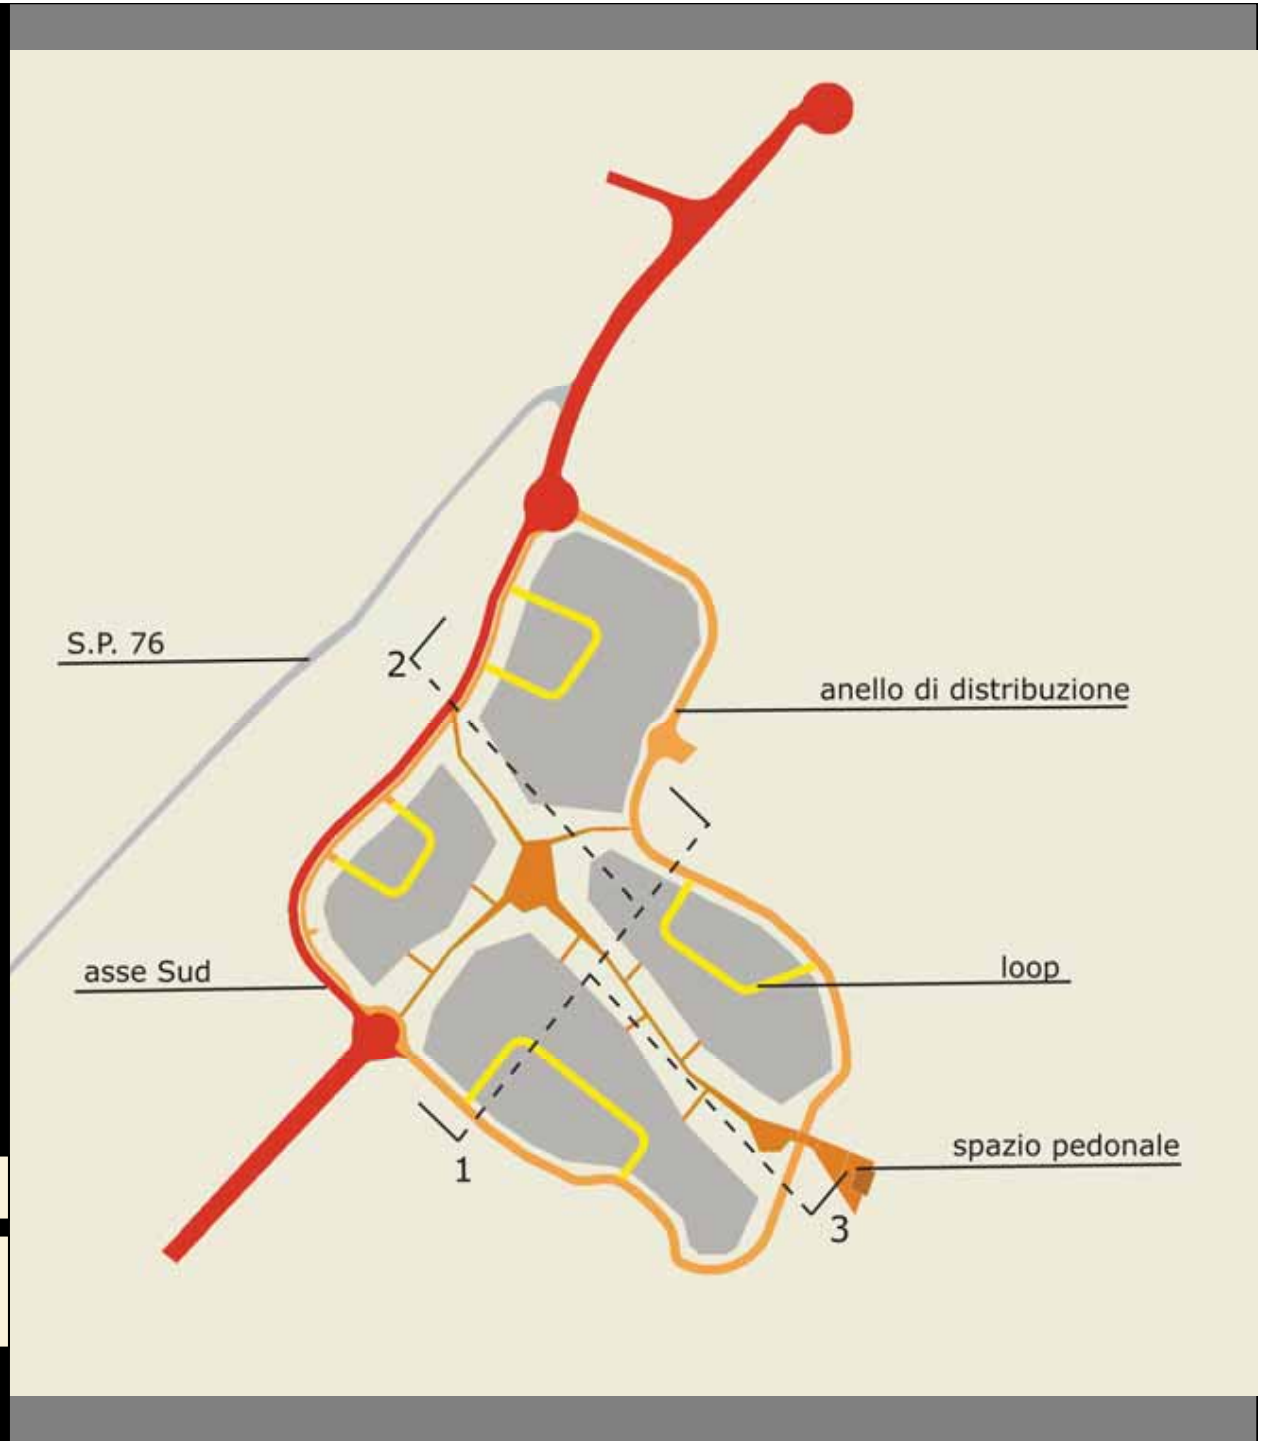 S.P. 76
2
anello di distribuzione
asse Sud
loop
spazio pedonale
1
3